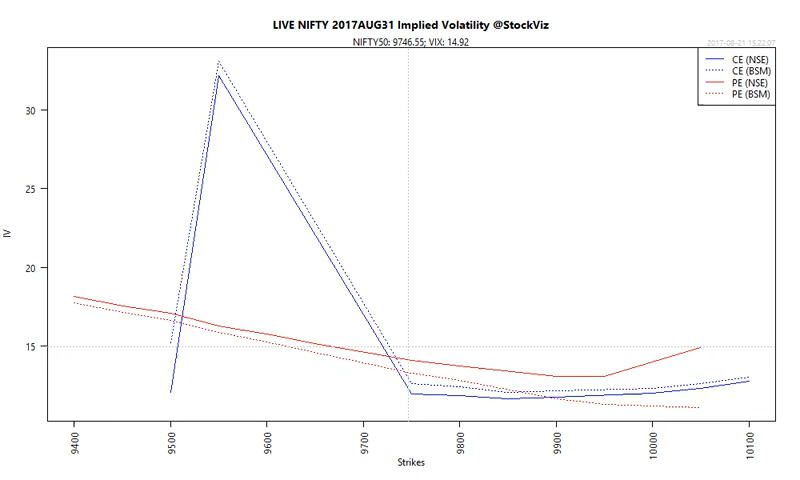 LIVE NIFTY 2017AUG31 Implied Volatility @StockViz
NIFTY50: 9746.55; VIX: 14.92
2017-08-21 15:22:07
CE (NSE)
CE (BSM)
PE (NSE)
PE (BSM)
30
25
20
15
IV
9400
9500
9600
9700
9800
9900
10000
10100
Strikes